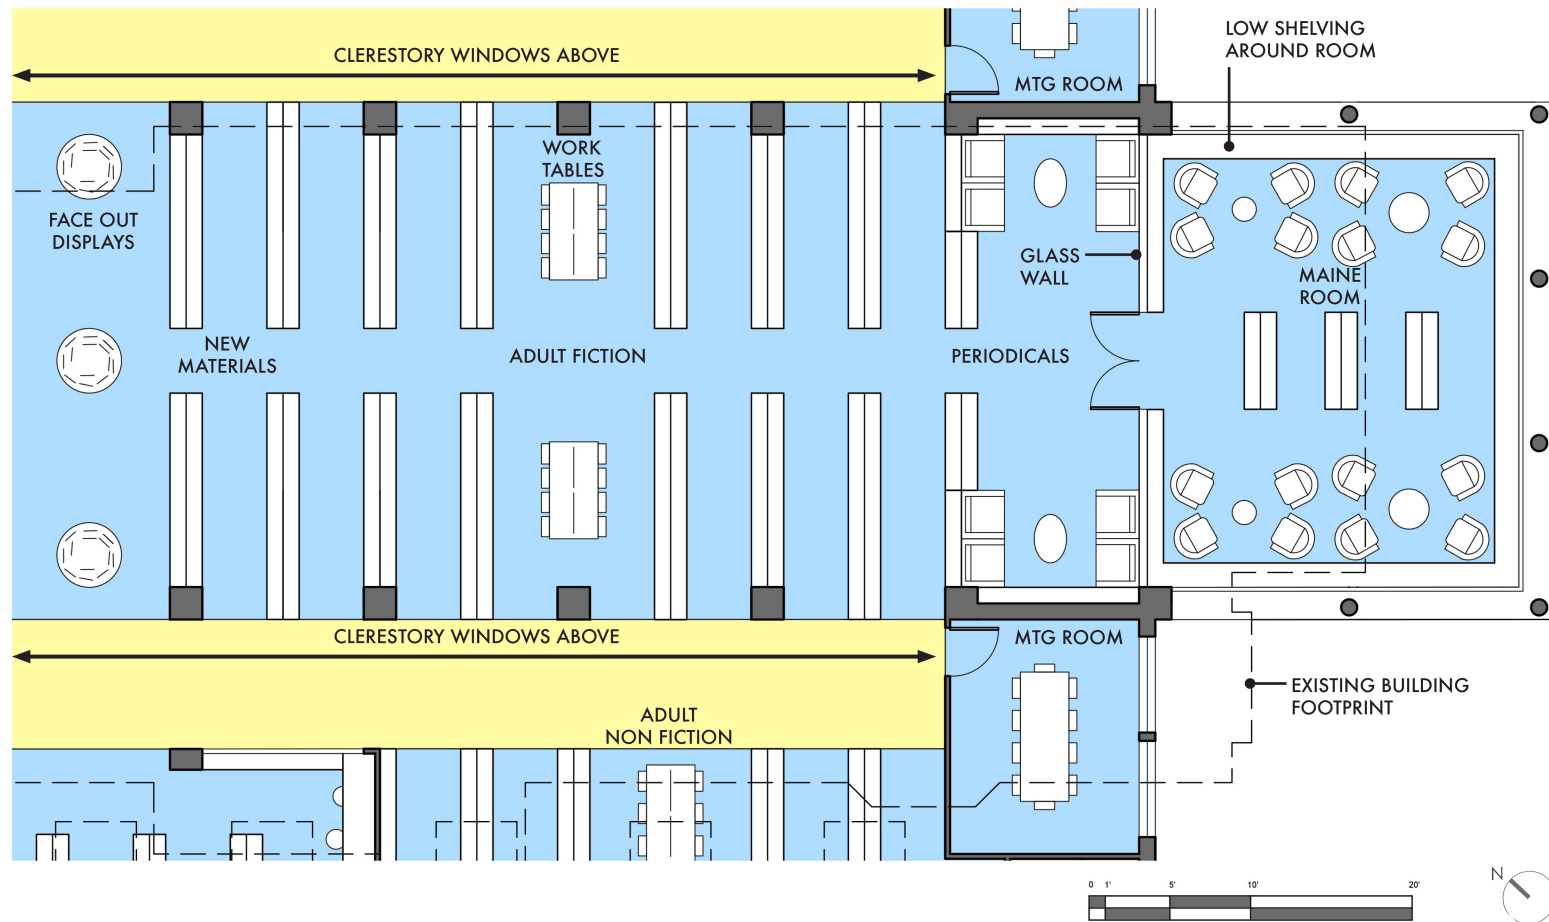 CLERESTORY WINDOWS ABOVE
MTG ROOM
LOW SHELVING
AROUND ROOM
WORK
TABLES
FACE OUT
DISPLAYS
GLASS
WALL
MAINE
ROOM
NEW
MATERIALS
ADULT FICTION
PERIODICALS
CLERESTORY WINDOWS ABOVE
MTG ROOM
EXISTING BUILDING
FOOTPRINT
ADULT
NON FICTION
0 1' 5' 10' 20'
N